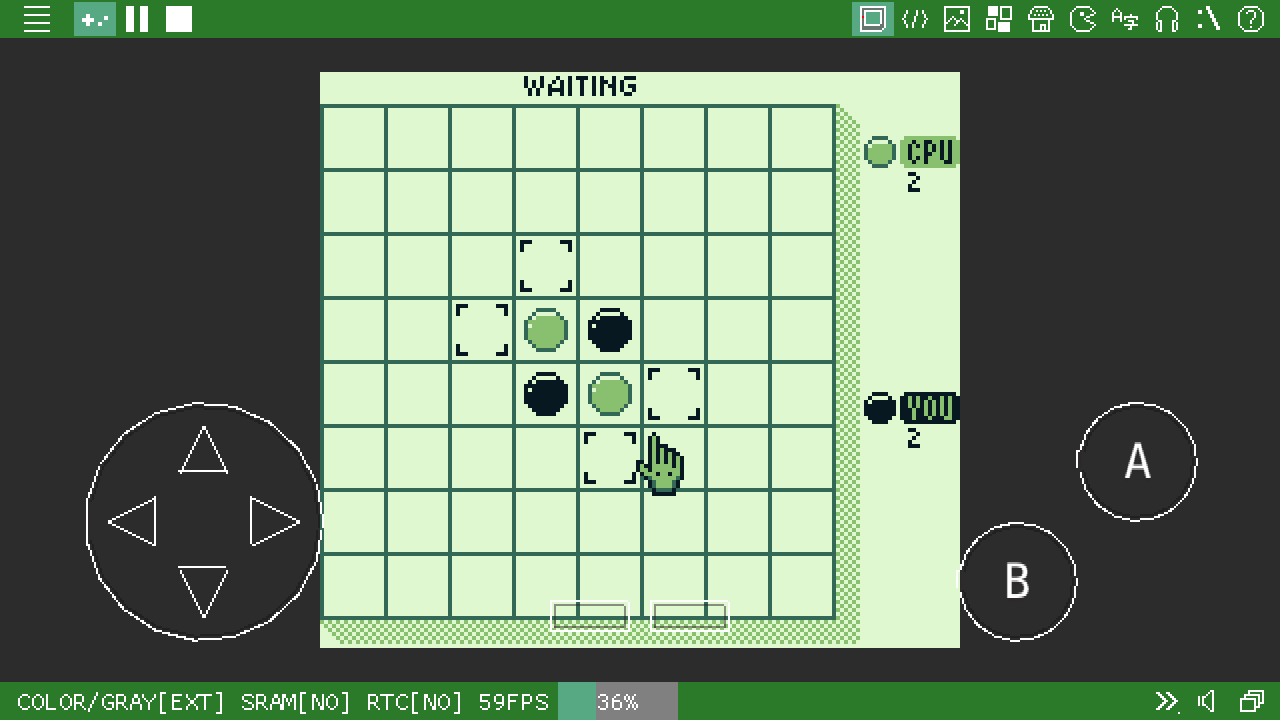 WAITING
CPU
2
YOU
2
A
B
COLOR/GRAY[EXT] SRAM[NO] RTC[NO] 59FPS 36%